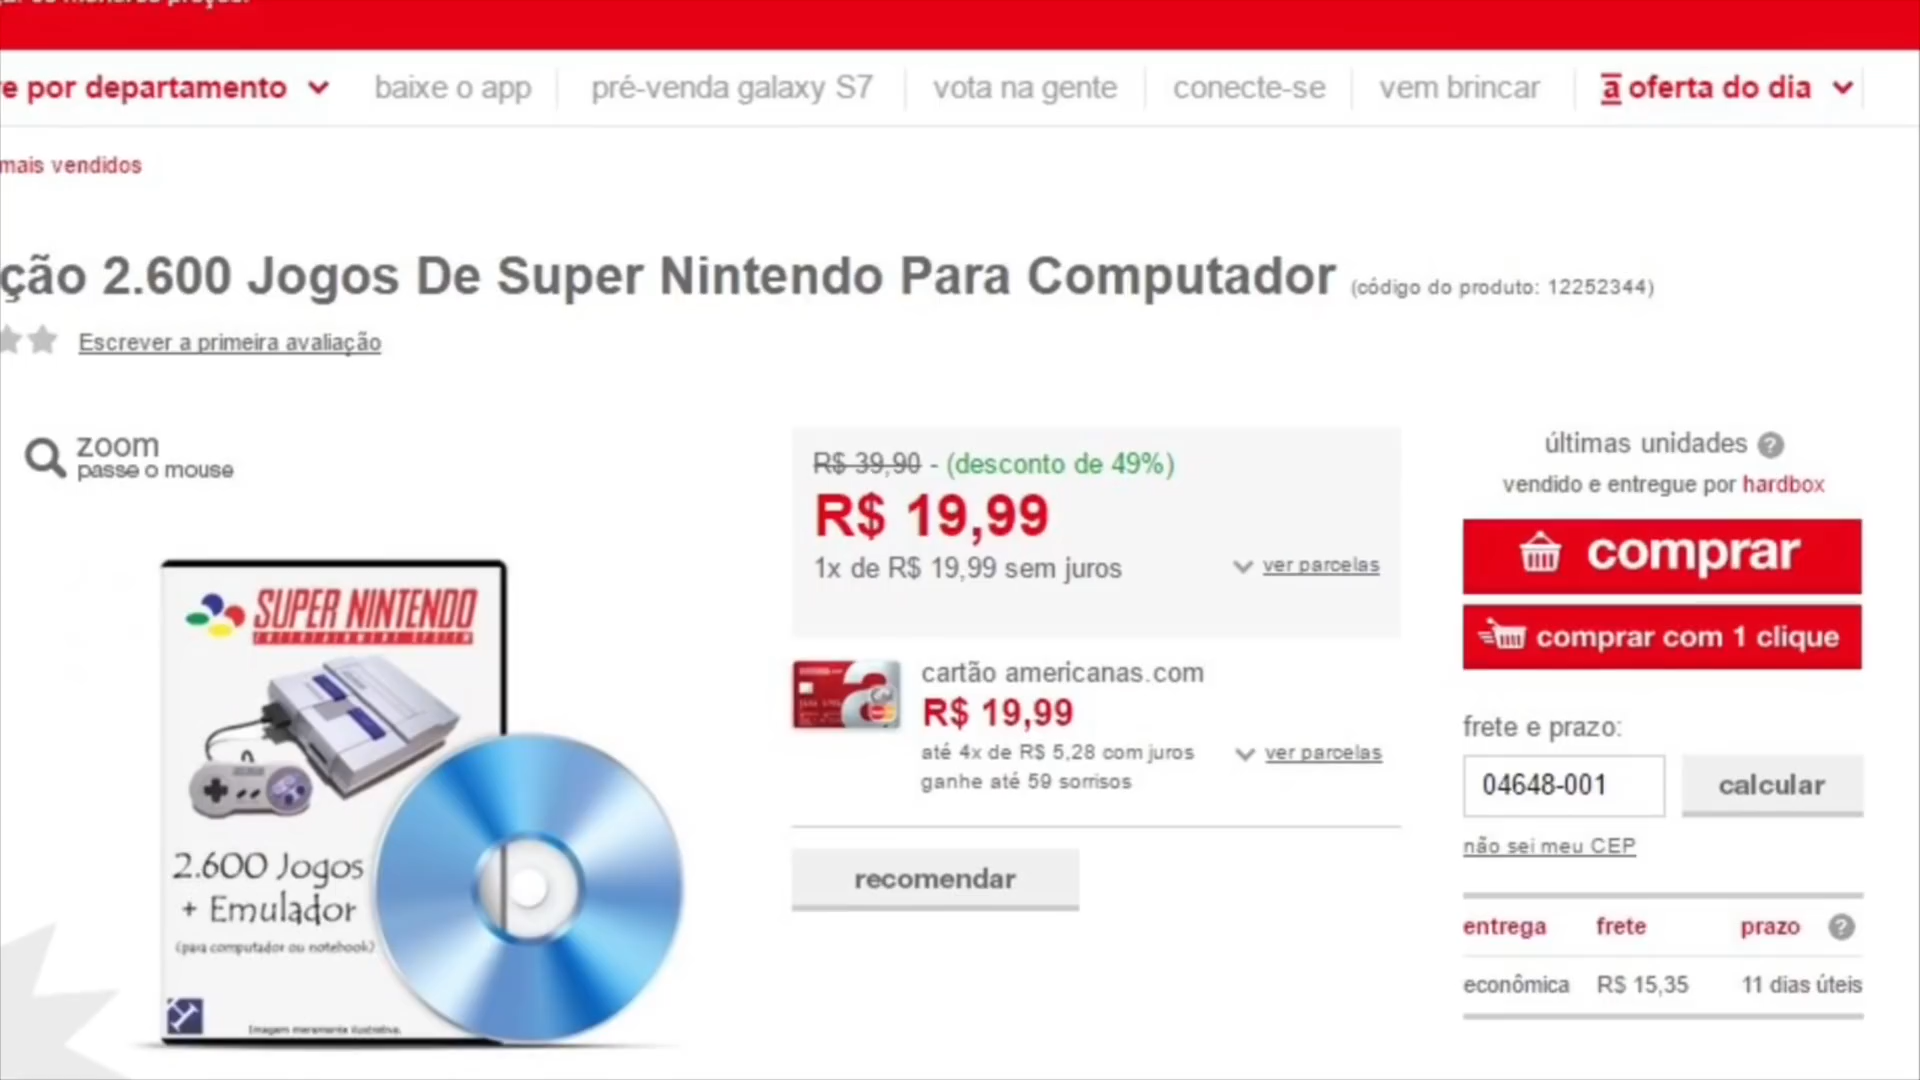 e por departamento
baixe o app
pré-venda galaxy S7
vota na gente
conecte-se
vem brincar
a oferta do dia
mais vendidos
ção 2.600 Jogos De Super Nintendo Para Computador (código do produto: 12252344)
Escrever a primeira avaliação
zoom
passe o mouse
SUPER NINTENDO
ENTERTAINMENT SYSTEM
2.600 Jogos
+ Emulador
(para computador ou notebook)
Imagem meramente ilustrativa.
R$ 39,90 - (desconto de 49%)
R$ 19,99
1x de R$ 19,99 sem juros
ver parcelas
cartão americanas.com
R$ 19,99
até 4x de R$ 5,28 com juros
ver parcelas
ganhe até 59 sorrisos
recomendar
últimas unidades ?
vendido e entregue por hardbox
comprar
comprar com 1 clique
frete e prazo:
04648-001
calcular
não sei meu CEP
entrega frete prazo ?
econômica R$ 15,35 11 dias úteis